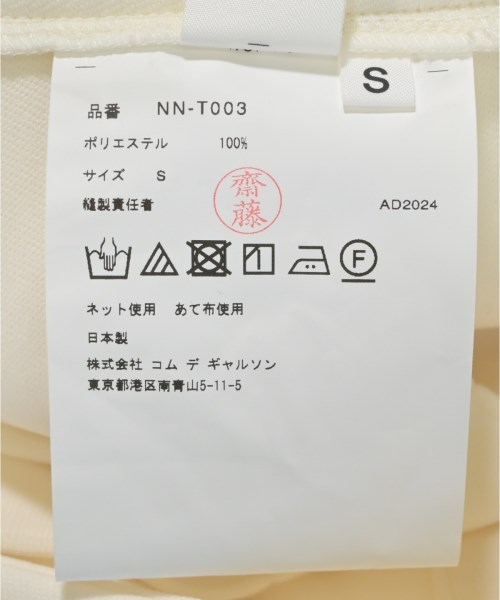 S
品番 NN-T003
ポリエステル 100%
サイズ S
縫製責任者 齋藤 AD2024
F
ネット使用 あて布使用
日本製
株式会社 コム デ ギャルソン
東京都港区南青山5-11-5